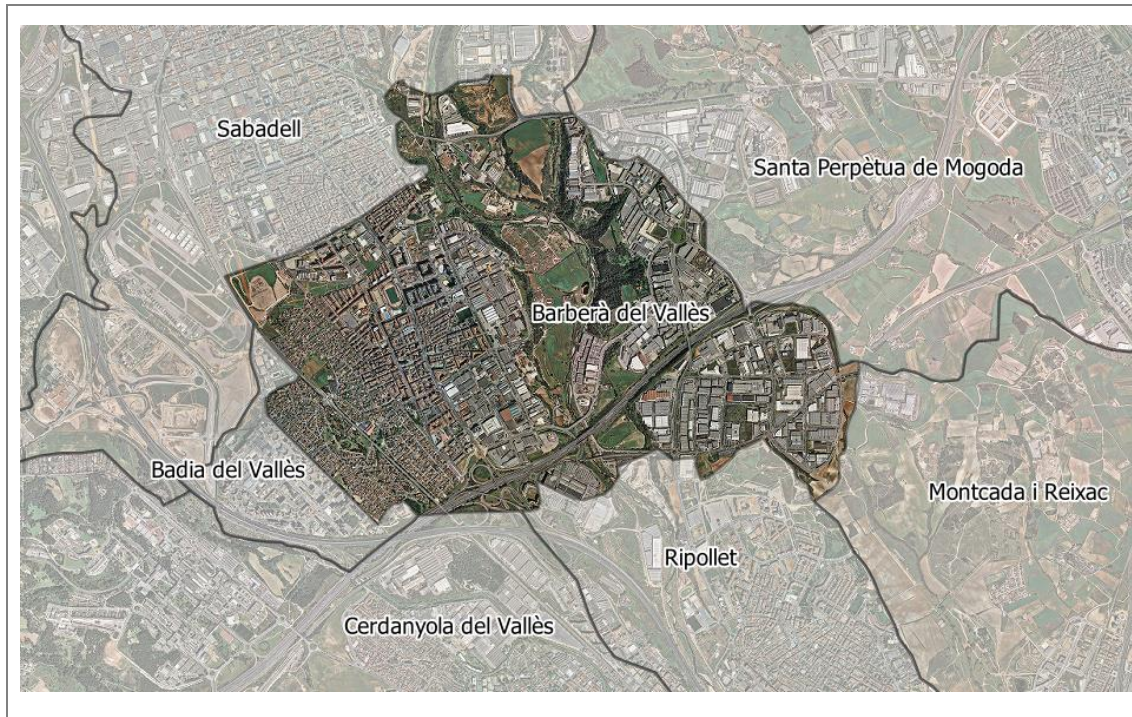 Sabadell
Santa Perpètua de Mogoda
Barberà del Vallès
Badia del Vallès
Montcada i Reixac
Ripollet
Cerdanyola del Vallès